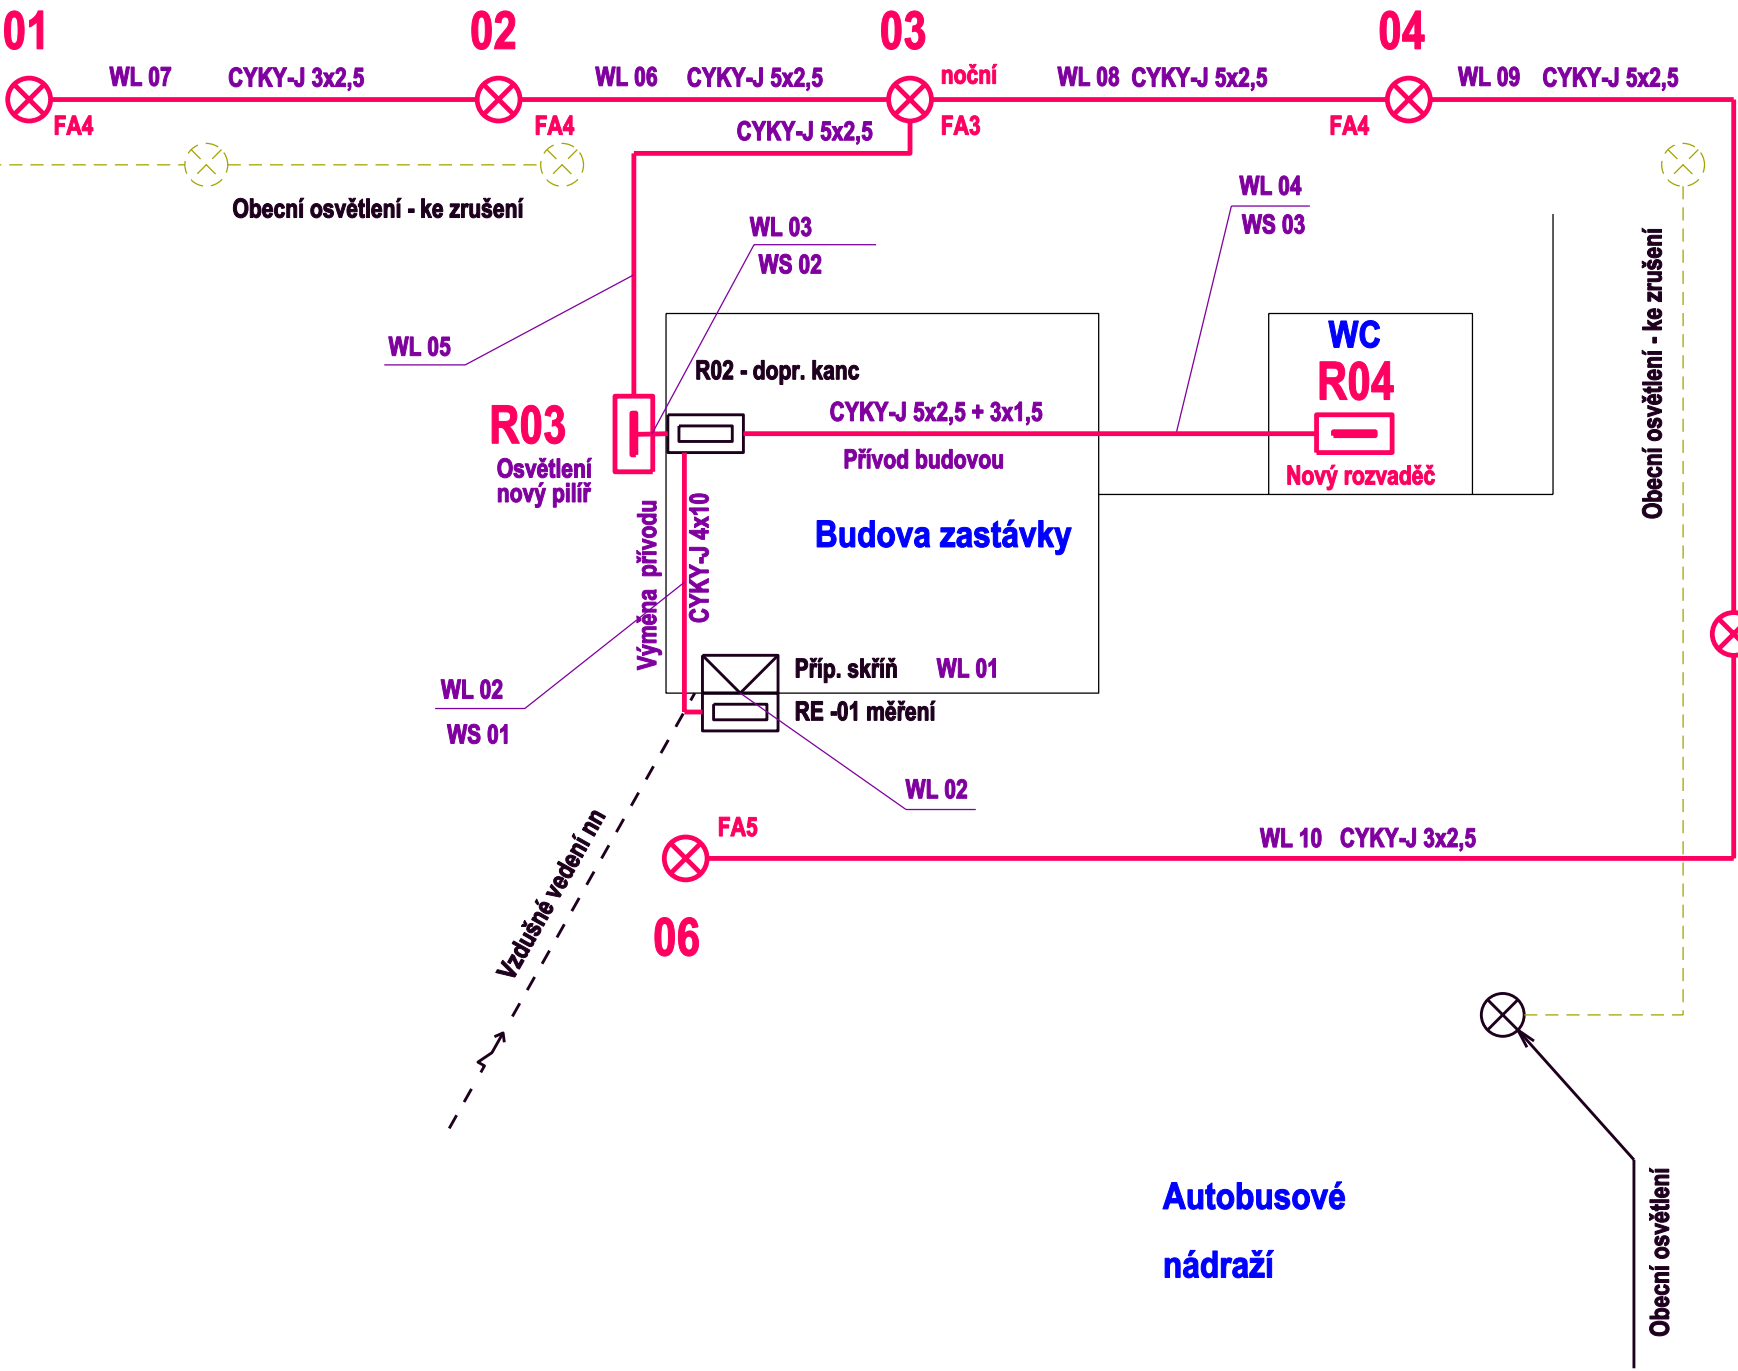 01
02
03
04
WL 07
CYKY-J 3x2,5
WL 06
CYKY-J 5x2,5
noční
WL 08
CYKY-J 5x2,5
WL 09
CYKY-J 5x2,5
FA4
FA4
CYKY-J 5x2,5
FA3
FA4
Obecní osvětlení - ke zrušení
WL 03
WS 02
WL 04
WS 03
Obecní osvětlení - ke zrušení
WL 05
R02 - dopr. kanc
WC
R04
R03
Osvětlení
nový pilíř
CYKY-J 5x2,5 + 3x1,5
Přívod budovou
Nový rozvaděč
Výměna přívodu
CYKY-J 4x10
Budova zastávky
Příp. skříň
WL 01
WL 02
WS 01
RE -01 měření
WL 02
FA5
WL 10
CYKY-J 3x2,5
Vzdušné vedení nn
06
Autobusové
nádraží
Obecní osvětlení